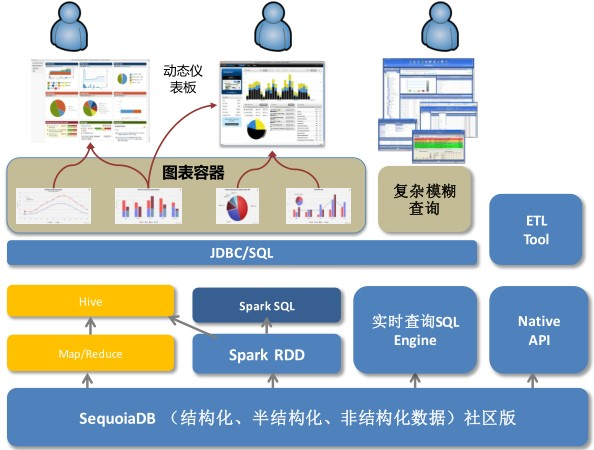 动态仪
表板
图表容器
复杂模糊
查询
ETL
Tool
JDBC/SQL
Hive
Spark SQL
实时查询SQL
Engine
Native
API
Map/Reduce
Spark RDD
SequoiaDB （结构化、半结构化、非结构化数据）社区版